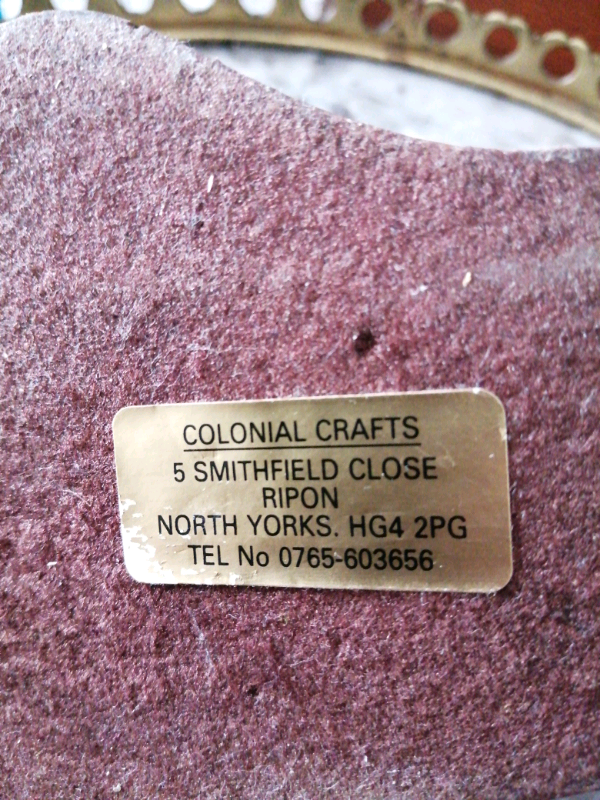 COLONIAL CRAFTS
5 SMITHFIELD CLOSE
RIPON
NORTH YORKS. HG4 2PG
TEL No 0765-603656